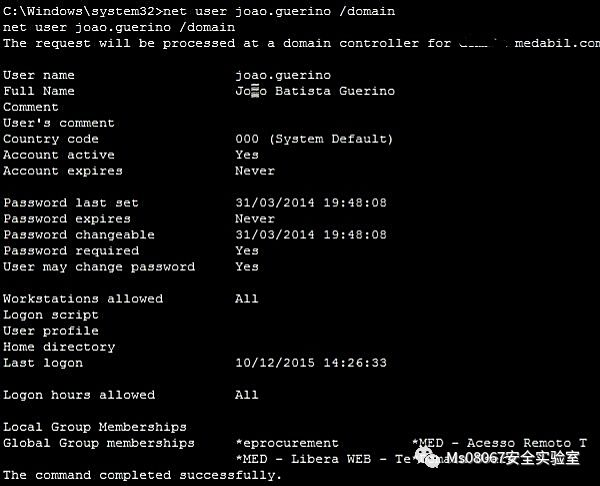 C:\Windows\system32>net user joao.guerino /domain
net user joao.guerino /domain
The request will be processed at a domain controller for medabil.com
User name joao.guerino
Full Name Batista Guerino
Comment
User's comment
Country code 000 (System Default)
Account active Yes
Account expires Never
Password last set 31/03/2014 19:48:08
Password expires Never
Password changeable 31/03/2014 19:48:08
Password required Yes
User may change password Yes
Workstations allowed All
Logon script
User profile
Home directory
Last logon 10/12/2015 14:26:33
Logon hours allowed All
Local Group Memberships
Global Group memberships *eprocurement *MED - Acesso Remoto T
*MED - Libera WEB -
Ms08067安全实验室
The command completed successfully.